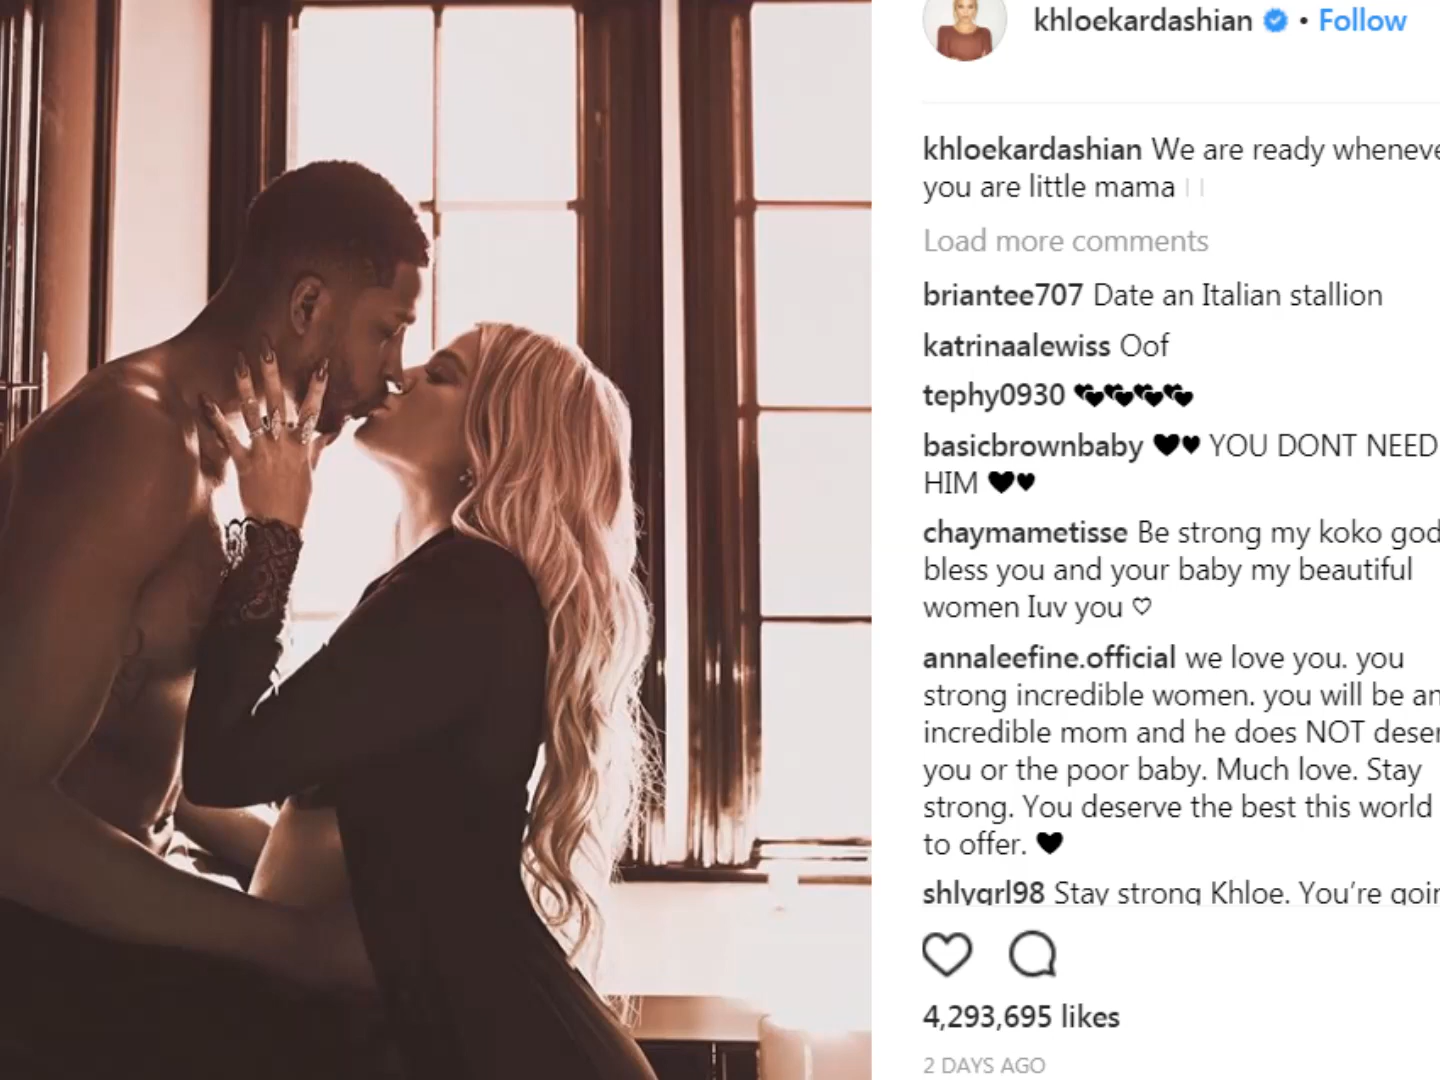 khloekardashian • Follow
khloekardashian We are ready wheneve
you are little mama
Load more comments
briantee707 Date an Italian stallion
katrinaalewiss Oof
tephy0930
basicbrownbaby YOU DONT NEED
HIM
chaymametisse Be strong my koko god
bless you and your baby my beautiful
women Iuv you ♡
annaleefine.official we love you. you
strong incredible women. you will be an
incredible mom and he does NOT deser
you or the poor baby. Much love. Stay
strong. You deserve the best this world
to offer.
shlygrl98 Stay strong Khloe. You're goin
4,293,695 likes
2 DAYS AGO